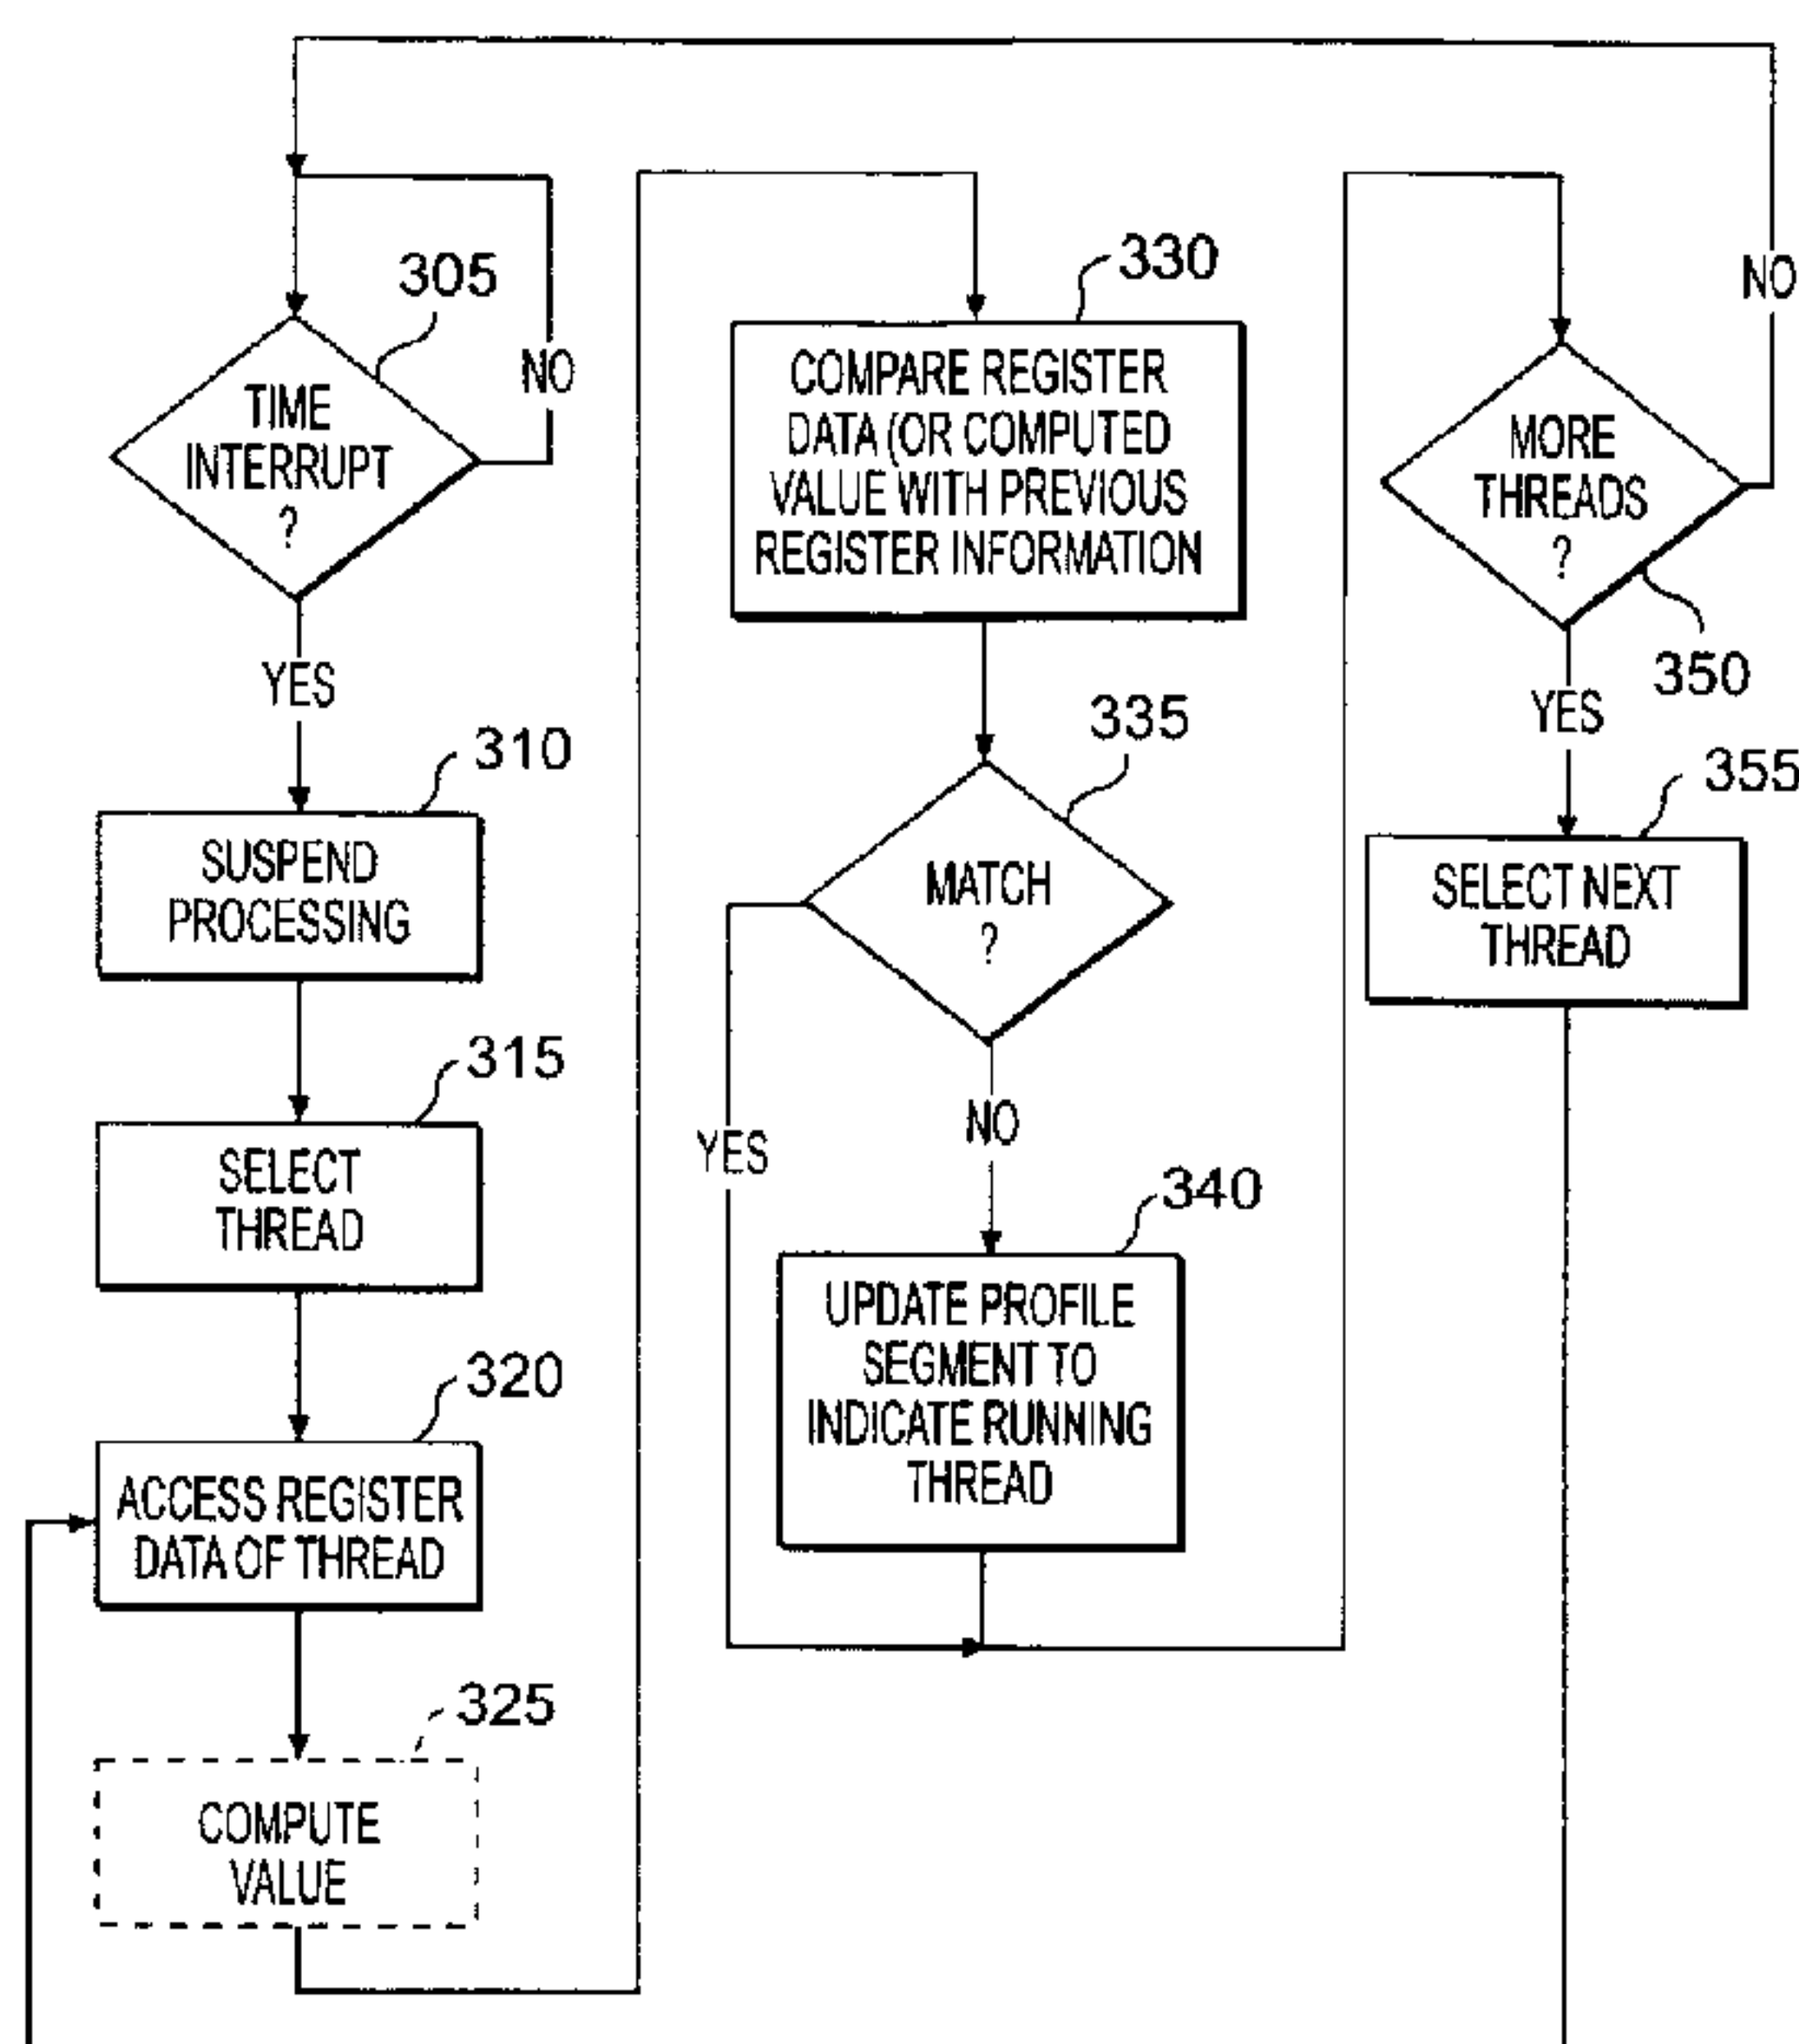 305
TIME
INTERRUPT
?
NO
YES
310
SUSPEND
PROCESSING
315
SELECT
THREAD
320
ACCESS REGISTER
DATA OF THREAD
325
COMPUTE
VALUE
330
COMPARE REGISTER
DATA (OR COMPUTED
VALUE WITH PREVIOUS
REGISTER INFORMATION
335
MATCH
?
YES
NO
340
UPDATE PROFILE
SEGMENT TO
INDICATE RUNNING
THREAD
NO
MORE
THREADS
?
350
YES
355
SELECT NEXT
THREAD